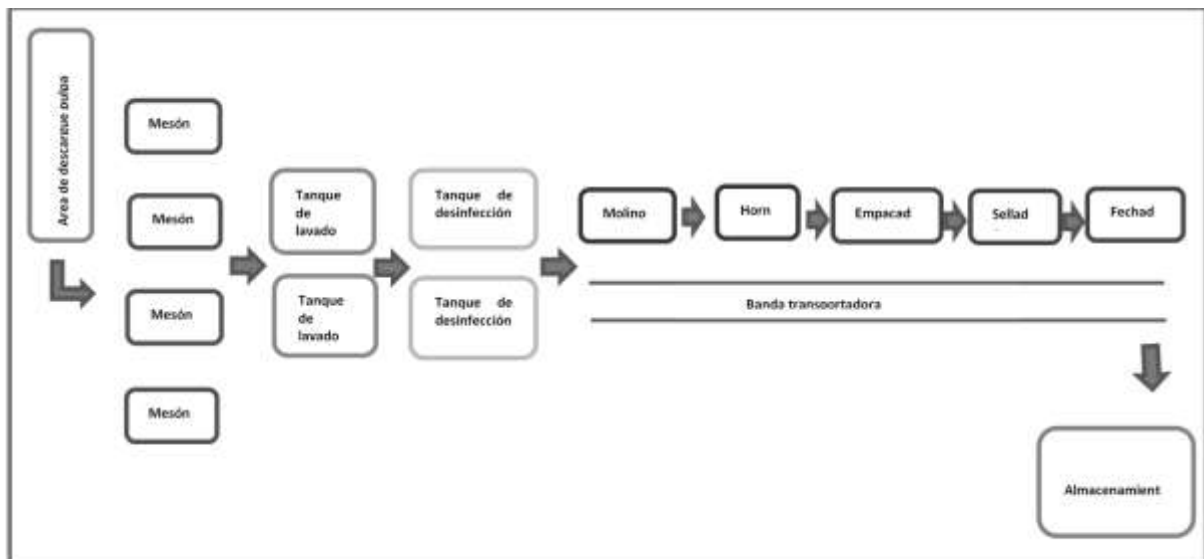 Area de descargue pulpa
Mesón
Mesón
Mesón
Mesón
Tanque
de
lavado
Tanque
de
lavado
Tanque de
desinfección
Tanque de
desinfección
Molino
Horn
Empacad
Sellad
Fechad
Banda transportadora
Almacenamient